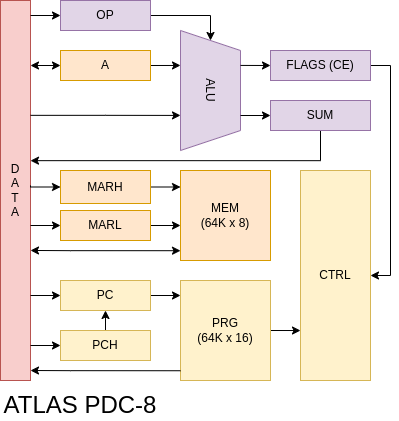 OP
A
ALU
FLAGS (CE)
SUM
D
A
T
A
MARH
MARL
MEM
(64K x 8)
CTRL
PC
PCH
PRG
(64K x 16)
ATLAS PDC-8